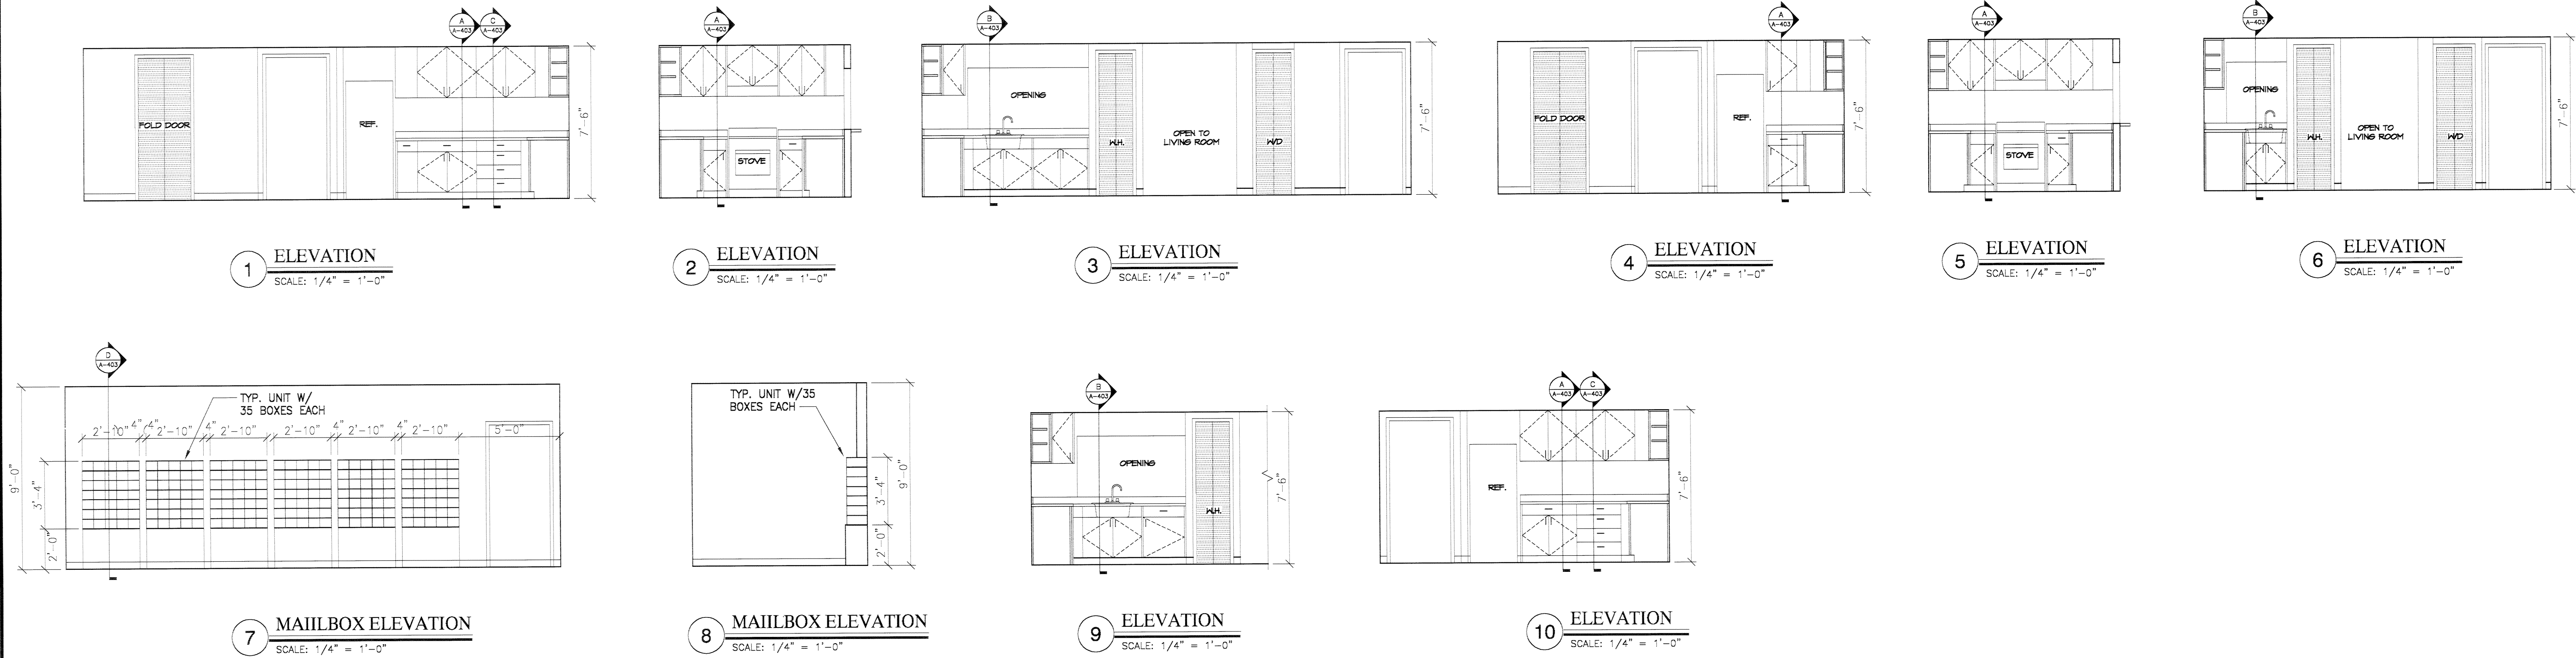 A
A-403
C
A-403
FOLD DOOR
REF.
7'-6"
1
ELEVATION
SCALE: 1/4" = 1'-0"
A
A-403
STOVE
2
ELEVATION
SCALE: 1/4" = 1'-0"
B
A-403
OPENING
W.H.
OPEN TO
LIVING ROOM
W/D
7'-6"
3
ELEVATION
SCALE: 1/4" = 1'-0"
A
A-403
FOLD DOOR
REF.
7'-6"
4
ELEVATION
SCALE: 1/4" = 1'-0"
A
A-403
STOVE
5
ELEVATION
SCALE: 1/4" = 1'-0"
B
A-403
OPENING
W.H.
OPEN TO
LIVING ROOM
W/D
7'-6"
6
ELEVATION
SCALE: 1/4" = 1'-0"
D
A-403
TYP. UNIT W/
35 BOXES EACH
2'-10" 4" 2'-10" 4" 2'-10" 4" 2'-10" 4" 2'-10" 4" 2'-10" 5'-0"
9'-0"
3'-4"
2'-0"
7
MAIILBOX ELEVATION
SCALE: 1/4" = 1'-0"
TYP. UNIT W/35
BOXES EACH
3'-4"
9'-0"
2'-0"
8
MAIILBOX ELEVATION
SCALE: 1/4" = 1'-0"
B
A-403
OPENING
W.H.
7'-6"
9
ELEVATION
SCALE: 1/4" = 1'-0"
A
A-403
C
A-403
REF.
7'-6"
10
ELEVATION
SCALE: 1/4" = 1'-0"